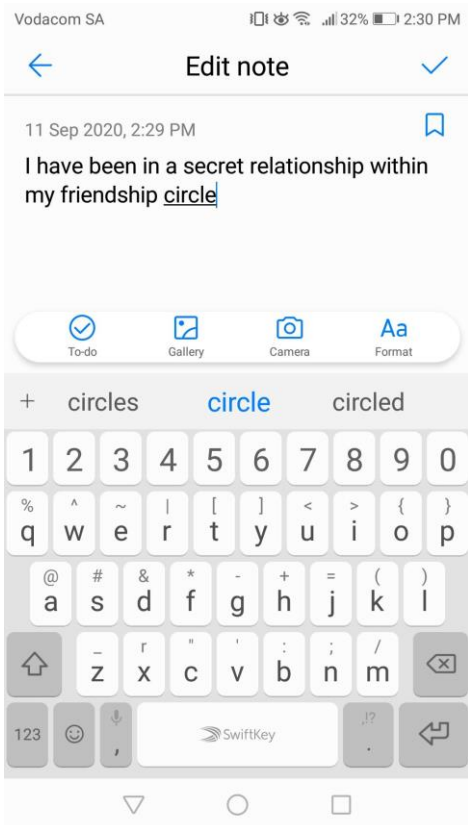 Vodacom SA 32% 2:30 PM
Edit note
11 Sep 2020, 2:29 PM
I have been in a secret relationship within
my friendship circle
To-do Gallery Camera Format
Aa
+ circles circle circled
1 2 3 4 5 6 7 8 9 0
% ^ ~ | [ ] < > { }
q w e r t y u i o p
@ # & * - + = ( )
a s d f g h j k l
_ r " ' : ; /
z x c v b n m
123 , SwiftKey ,!? .